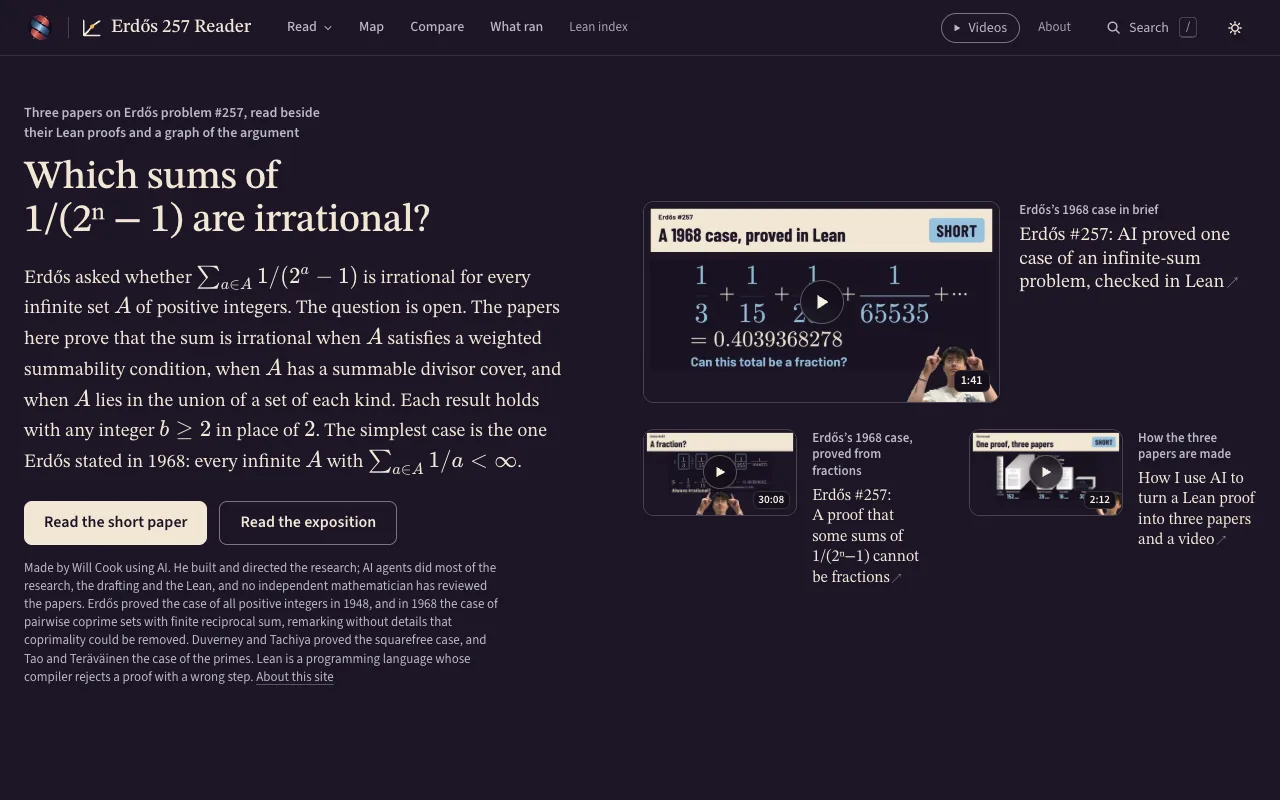 Erdős 257 Reader
Read
Map
Compare
What ran
Lean index
Videos
About
Search
/
Three papers on Erdős problem #257, read beside
their Lean proofs and a graph of the argument
Which sums of
1/(2ⁿ − 1) are irrational?
Erdős asked whether ∑_{a∈A} 1/(2^a − 1) is irrational for every
infinite set A of positive integers. The question is open. The papers
here prove that the sum is irrational when A satisfies a weighted
summability condition, when A has a summable divisor cover, and
when A lies in the union of a set of each kind. Each result holds
with any integer b ≥ 2 in place of 2. The simplest case is the one
Erdős stated in 1968: every infinite A with ∑_{a∈A} 1/a < ∞.
Read the short paper
Read the exposition
Made by Will Cook using AI. He built and directed the research; AI agents did most of the
research, the drafting and the Lean, and no independent mathematician has reviewed
the papers. Erdős proved the case of all positive integers in 1948, and in 1968 the case of
pairwise coprime sets with finite reciprocal sum, remarking without details that
coprimality could be removed. Duverney and Tachiya proved the squarefree case, and
Tao and Teräväinen the case of the primes. Lean is a programming language whose
compiler rejects a proof with a wrong step. About this site
Erdős #257
A 1968 case, proved in Lean
SHORT
1/3 + 1/15 + 1/2 + 1/65535 + ···
= 0.4039368278
Can this total be a fraction?
1:41
Erdős’s 1968 case in brief
Erdős #257: AI proved one
case of an infinite-sum
problem, checked in Lean
A fraction?
30:08
Erdős’s 1968 case,
proved from
fractions
Erdős #257:
A proof that
some sums of
1/(2ⁿ−1) cannot
be fractions
One proof, three papers
SHORT
2:12
How the three
papers are made
How I use AI to
turn a Lean proof
into three papers
and a video